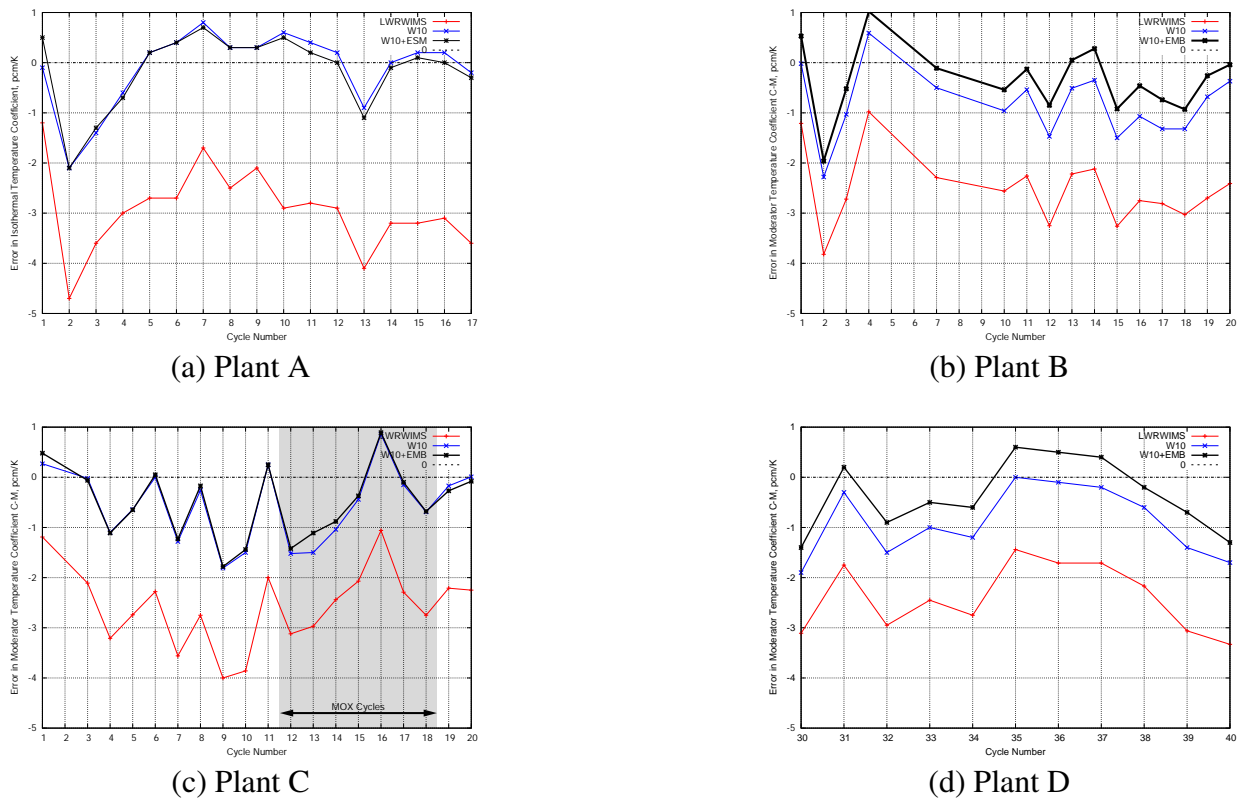 1
0
-1
-2
-3
-4
-5
Error in Isothermal Temperature Coefficient, pcm/K
LWRWIMS
W10
W10+ESM
0
1 2 3 4 5 6 7 8 9 10 11 12 13 14 15 16 17
Cycle Number
(a) Plant A
1
0
-1
-2
-3
-4
-5
Error in Moderator Temperature Coefficient C-M, pcm/K
LWRWIMS
W10
W10+EMB
0
1 2 3 4 5 6 7 8 9 10 11 12 13 14 15 16 17 18 19 20
Cycle Number
(b) Plant B
1
0
-1
-2
-3
-4
-5
Error in Moderator Temperature Coefficient C-M, pcm/K
LWRWIMS
W10
W10+EMB
0
MOX Cycles
1 2 3 4 5 6 7 8 9 10 11 12 13 14 15 16 17 18 19 20
Cycle Number
(c) Plant C
1
0
-1
-2
-3
-4
-5
Error in Moderator Temperature Coefficient C-M, pcm/K
LWRWIMS
W10
W10+EMB
0
30 31 32 33 34 35 36 37 38 39 40
Cycle Number
(d) Plant D